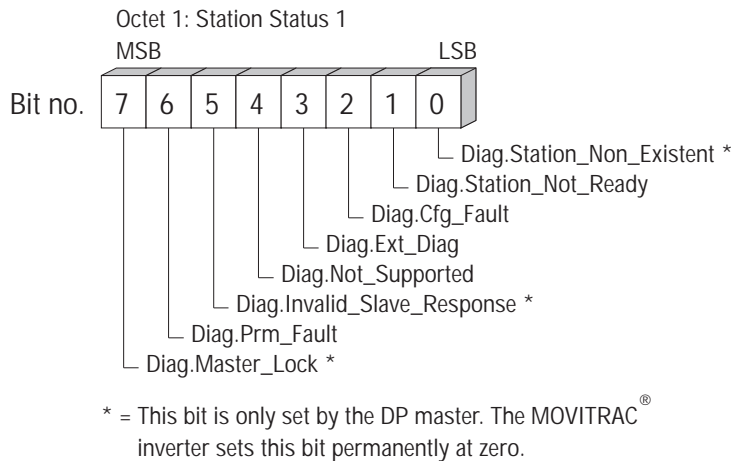 Octet 1: Station Status 1
MSB LSB
Bit no. 7 6 5 4 3 2 1 0
Diag.Station_Non_Existent *
Diag.Station_Not_Ready
Diag.Cfg_Fault
Diag.Ext_Diag
Diag.Not_Supported
Diag.Invalid_Slave_Response *
Diag.Prm_Fault
Diag.Master_Lock *
* = This bit is only set by the DP master. The MOVITRAC®
inverter sets this bit permanently at zero.